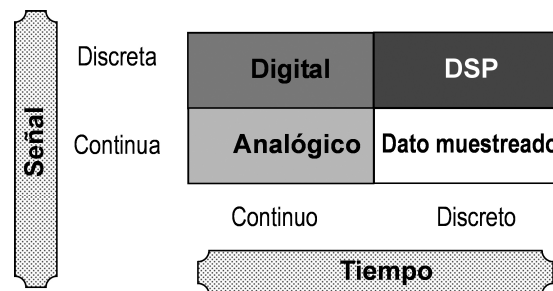 Señal
Discreta
Digital
DSP
Continua
Analógico
Dato muestreado
Continuo
Discreto
Tiempo